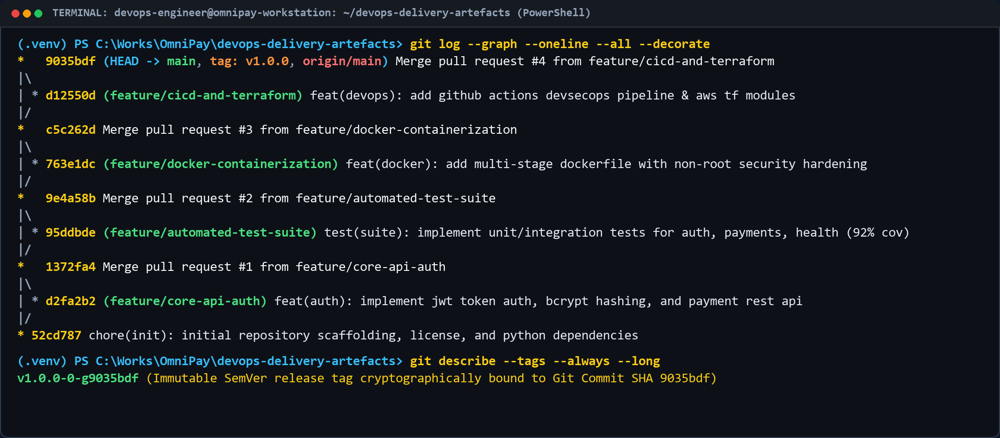 TERMINAL: devops-engineer@omnipay-workstation: ~/devops-delivery-artefacts (PowerShell)
(.venv) PS C:\Works\OmniPay\devops-delivery-artefacts> git log --graph --oneline --all --decorate
*   9035bdf (HEAD -> main, tag: v1.0.0, origin/main) Merge pull request #4 from feature/cicd-and-terraform
|\
| * d12550d (feature/cicd-and-terraform) feat(devops): add github actions devsecops pipeline & aws tf modules
|/
*   c5c262d Merge pull request #3 from feature/docker-containerization
|\
| * 763e1dc (feature/docker-containerization) feat(docker): add multi-stage dockerfile with non-root security hardening
|/
*   9e4a58b Merge pull request #2 from feature/automated-test-suite
|\
| * 95ddbde (feature/automated-test-suite) test(suite): implement unit/integration tests for auth, payments, health (92% cov)
|/
*   1372fa4 Merge pull request #1 from feature/core-api-auth
|\
| * d2fa2b2 (feature/core-api-auth) feat(auth): implement jwt token auth, bcrypt hashing, and payment rest api
|/
* 52cd787 chore(init): initial repository scaffolding, license, and python dependencies
(.venv) PS C:\Works\OmniPay\devops-delivery-artefacts> git describe --tags --always --long
v1.0.0-0-g9035bdf (Immutable SemVer release tag cryptographically bound to Git Commit SHA 9035bdf)